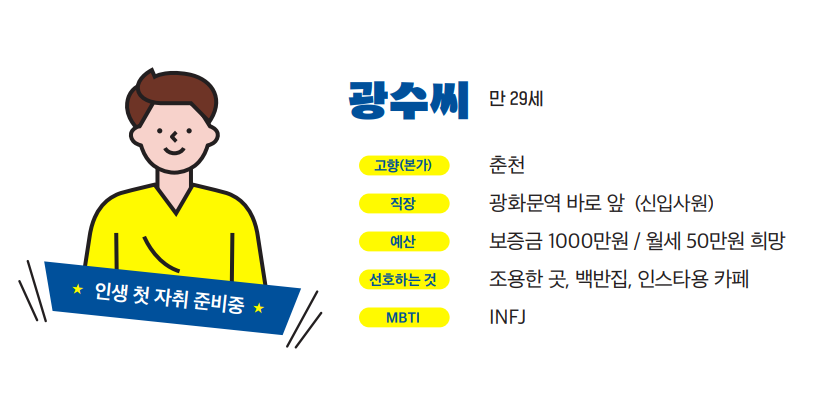 광수씨 만 29세
고향(본가) 춘천
직장 광화문역 바로 앞 (신입사원)
예산 보증금 1000만원 / 월세 50만원 희망
선호하는 것 조용한 곳, 백반집, 인스타용 카페
MBTI INFJ
★ 인생 첫 자취 준비중 ★